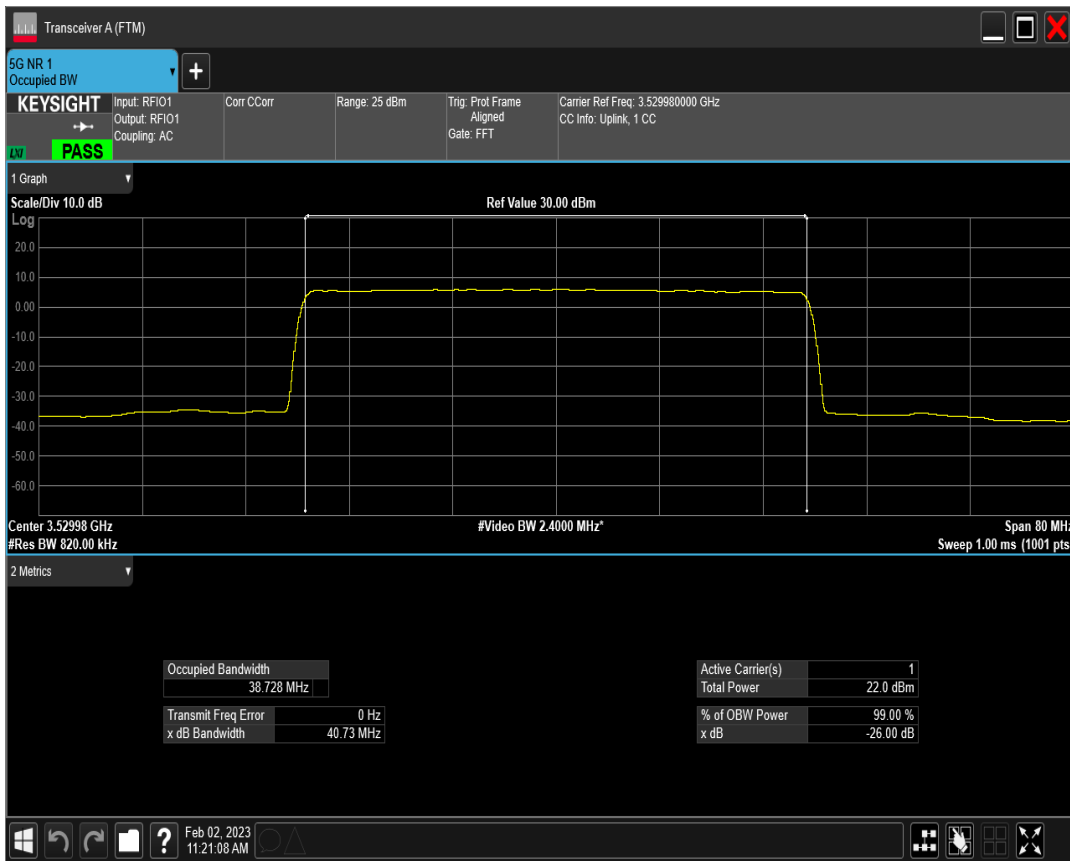 Transceiver A (FTM)
5G NR 1
Occupied BW
+
KEYSIGHT
LXI
PASS
Input: RFIO1
Output: RFIO1
Coupling: AC
Corr CCorr
Range: 25 dBm
Trig: Prot Frame
Aligned
Gate: FFT
Carrier Ref Freq: 3.529980000 GHz
CC Info: Uplink, 1 CC
1 Graph
Scale/Div 10.0 dB
Ref Value 30.00 dBm
Log
20.0
10.0
0.00
-10.0
-20.0
-30.0
-40.0
-50.0
-60.0
Center 3.52998 GHz
#Video BW 2.4000 MHz*
Span 80 MHz
#Res BW 820.00 kHz
Sweep 1.00 ms (1001 pts
2 Metrics
Occupied Bandwidth
38.728 MHz
Transmit Freq Error 0 Hz
x dB Bandwidth 40.73 MHz
Active Carrier(s) 1
Total Power 22.0 dBm
% of OBW Power 99.00 %
x dB -26.00 dB
?
Feb 02, 2023
11:21:08 AM